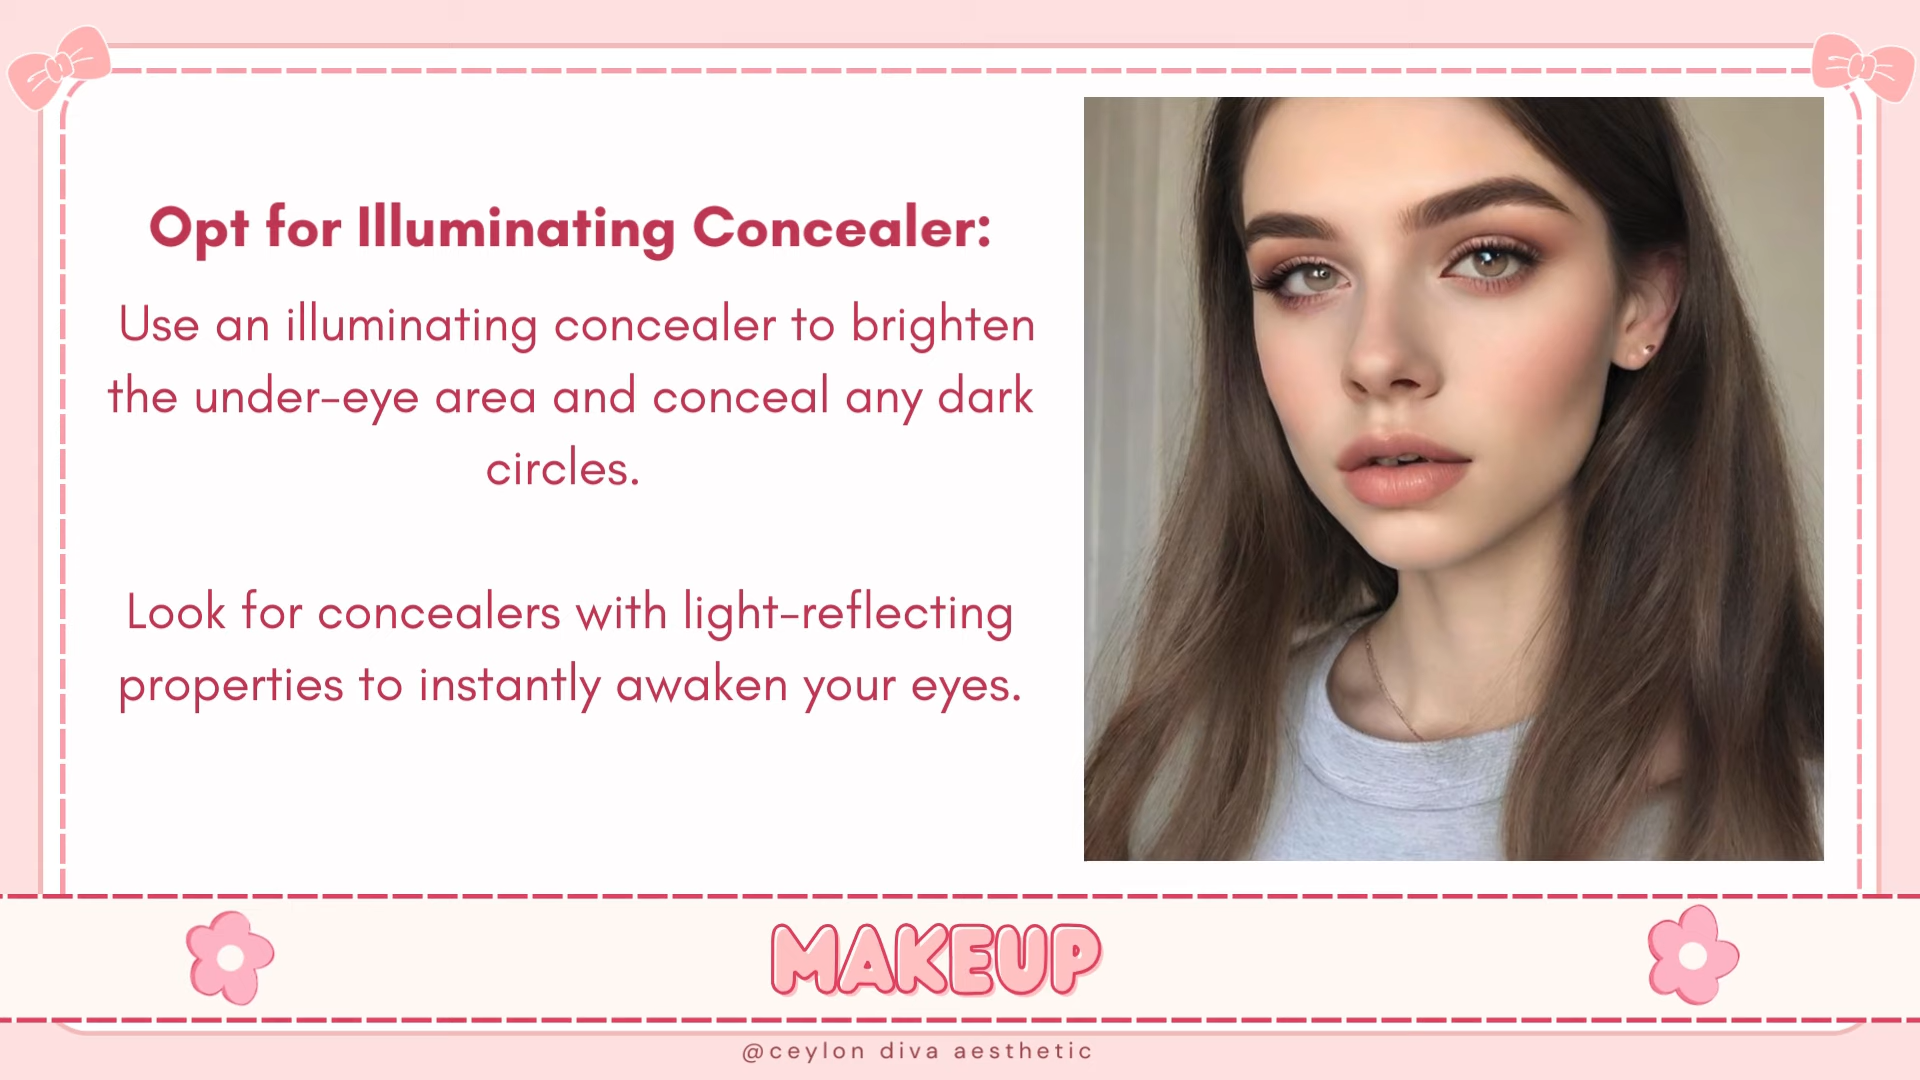 Opt for Illuminating Concealer:
Use an illuminating concealer to brighten
the under-eye area and conceal any dark
circles.
Look for concealers with light-reflecting
properties to instantly awaken your eyes.
MAKEUP
@ceylon diva aesthetic